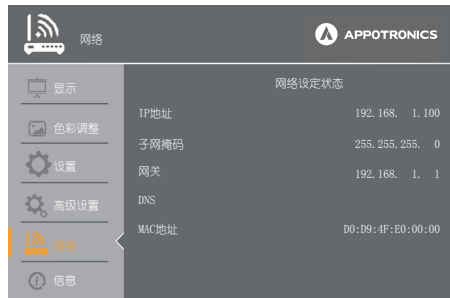 网络
APPOTRONICS
显示
色彩调整
设置
高级设置
信息
网络设定状态
IP地址 192.168. 1.100
子网掩码 255.255.255. 0
网关 192.168. 1. 1
DNS
MAC地址 D0:D9:4F:E0:00:00